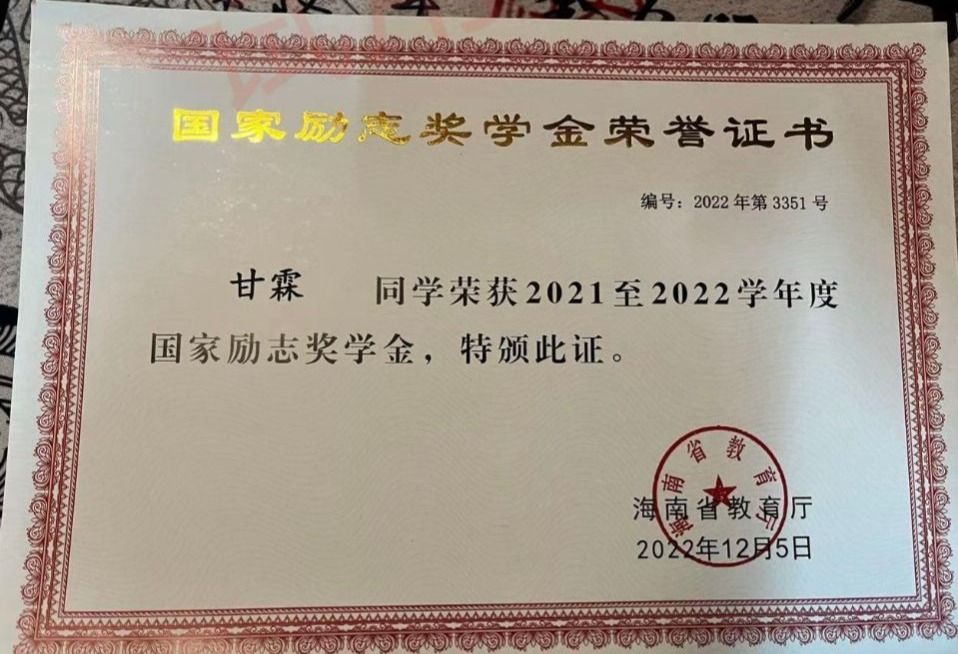 国家励志奖学金荣誉证书
编号：2022年第3351号
甘霖 同学荣获2021至2022学年度
国家励志奖学金，特颁此证。
海南省教育厅
海南省教育厅
2022年12月5日